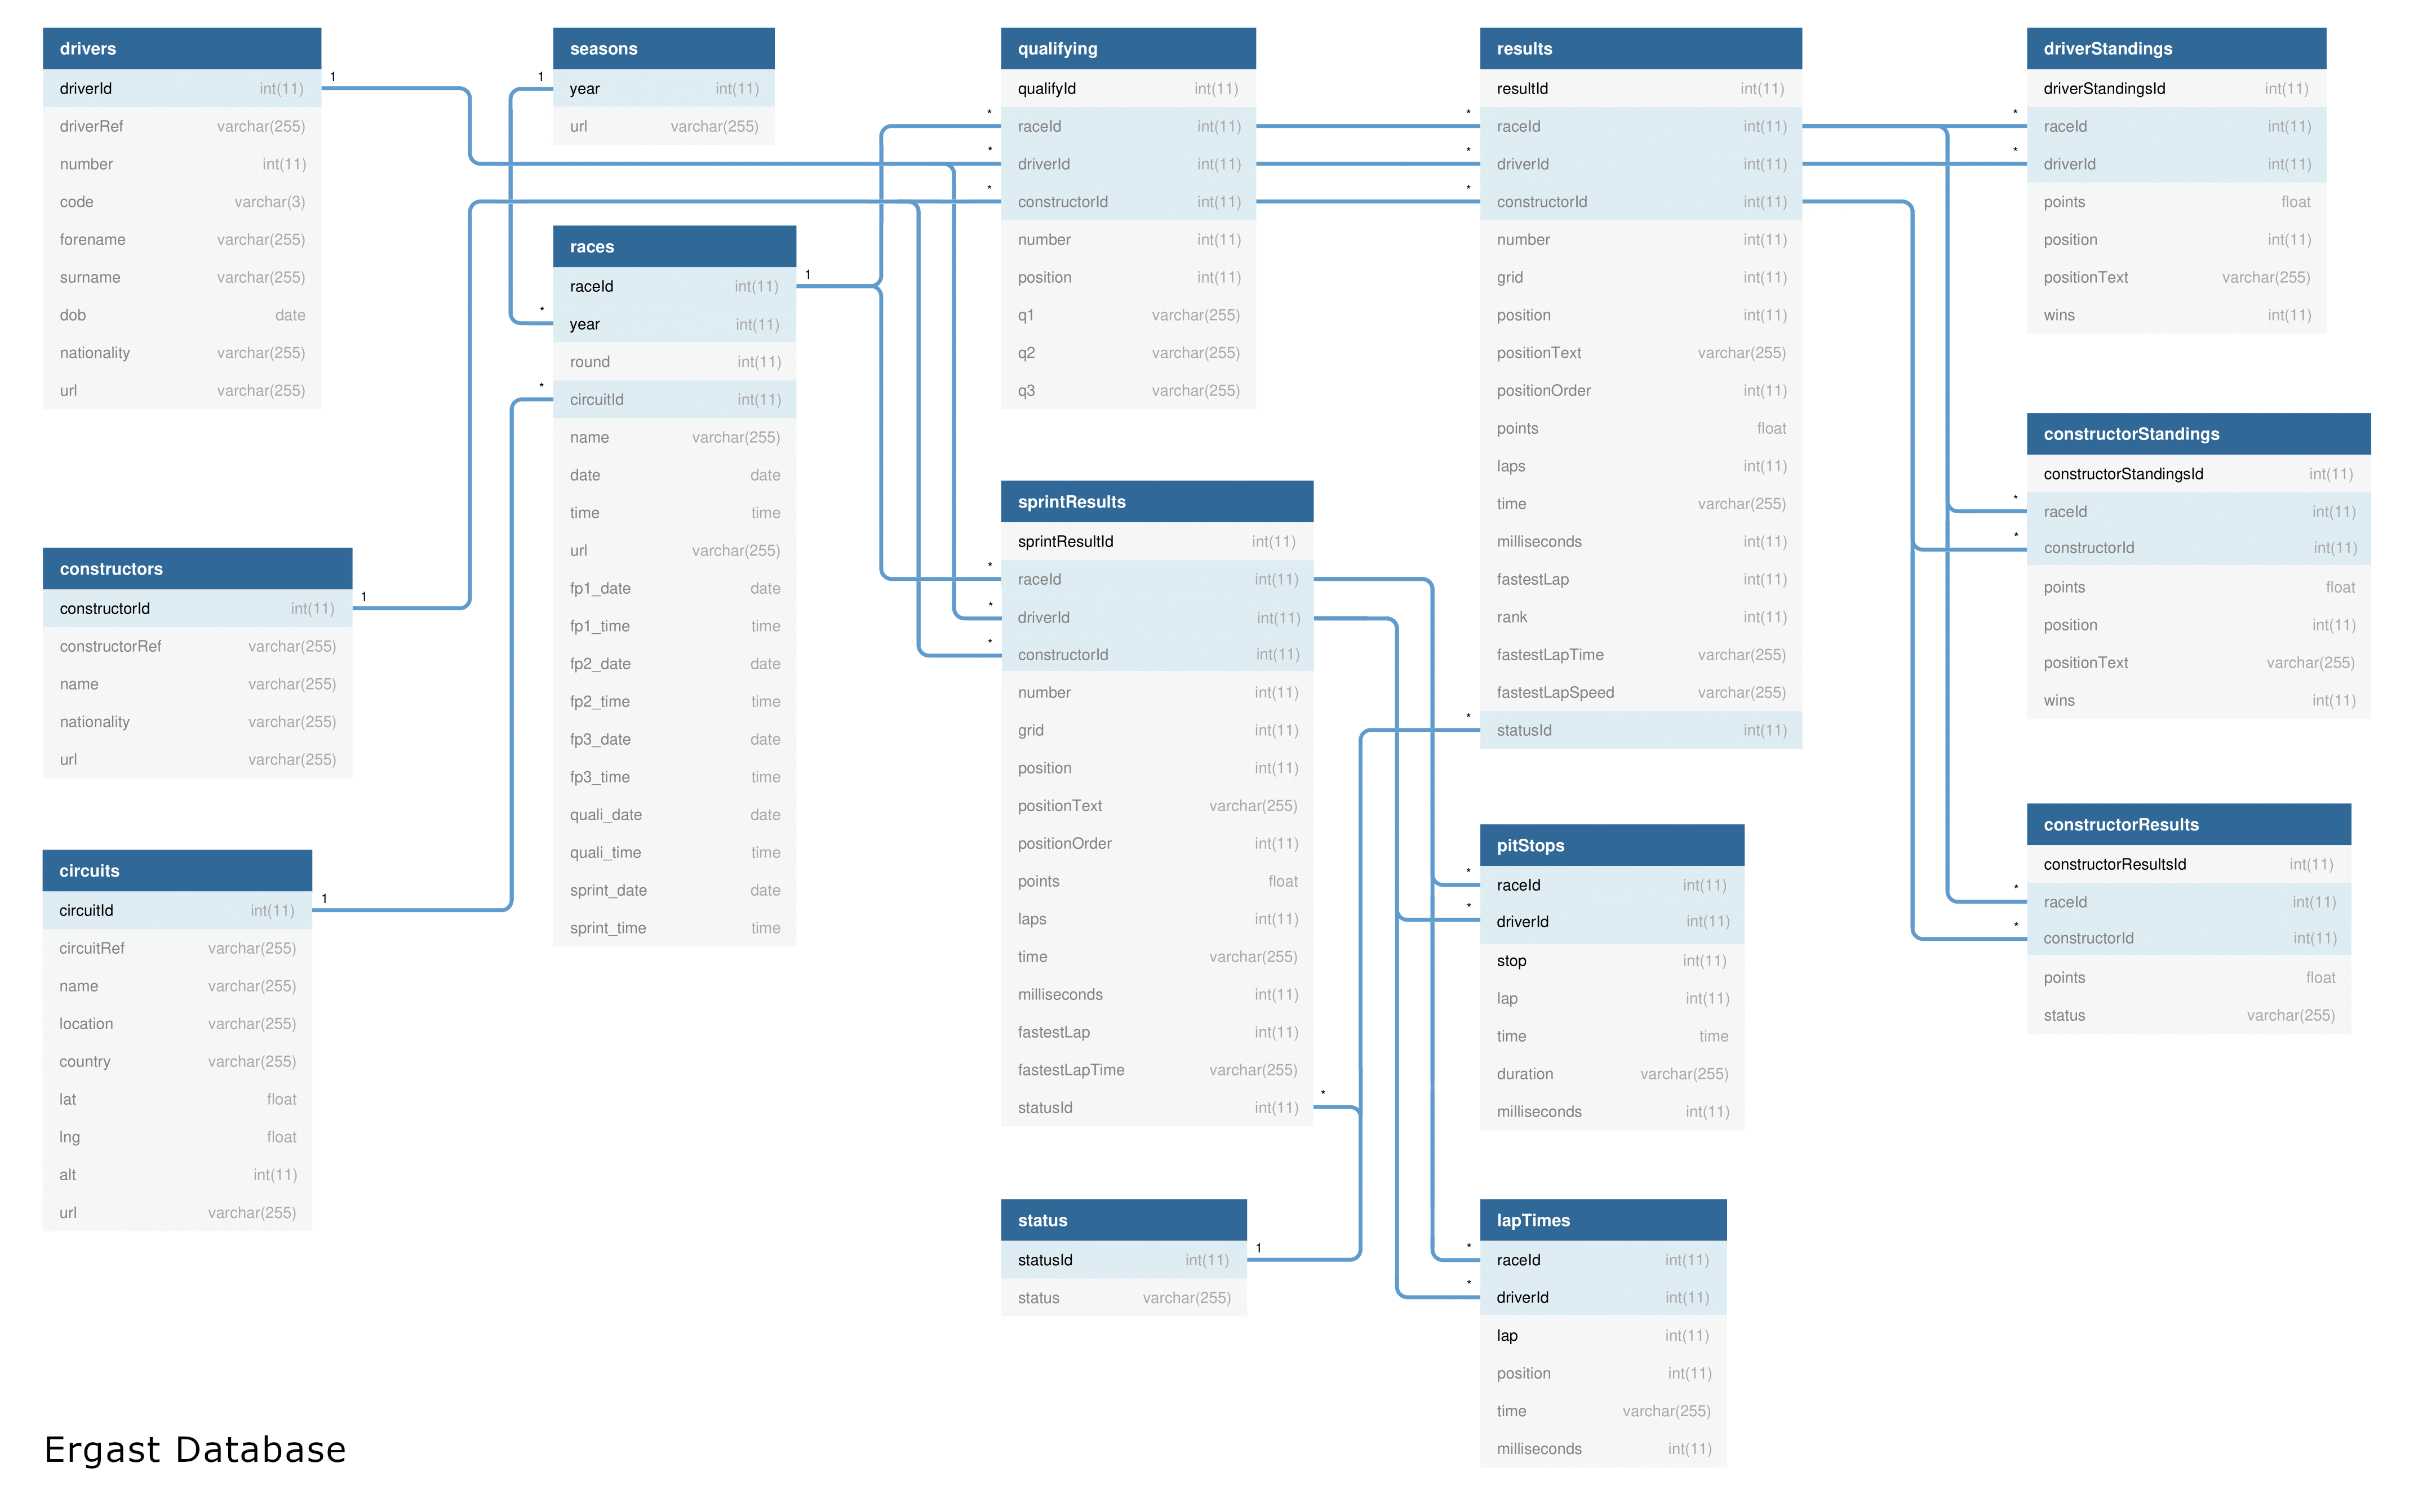 drivers
1
driverId int(11)
driverRef varchar(255)
number int(11)
code varchar(3)
forename varchar(255)
surname varchar(255)
dob date
nationality varchar(255)
url varchar(255)
constructors
1
constructorId int(11)
constructorRef varchar(255)
name varchar(255)
nationality varchar(255)
url varchar(255)
circuits
1
circuitId int(11)
circuitRef varchar(255)
name varchar(255)
location varchar(255)
country varchar(255)
lat float
lng float
alt int(11)
url varchar(255)
seasons
1
year int(11)
url varchar(255)
races
1
raceId int(11)
*
year int(11)
round int(11)
*
circuitId int(11)
name varchar(255)
date date
time time
url varchar(255)
fp1_date date
fp1_time time
fp2_date date
fp2_time time
fp3_date date
fp3_time time
quali_date date
quali_time time
sprint_date date
sprint_time time
qualifying
qualifyId int(11)
*
raceId int(11)
*
driverId int(11)
*
constructorId int(11)
number int(11)
position int(11)
q1 varchar(255)
q2 varchar(255)
q3 varchar(255)
sprintResults
sprintResultId int(11)
*
raceId int(11)
*
driverId int(11)
*
constructorId int(11)
number int(11)
grid int(11)
position int(11)
positionText varchar(255)
positionOrder int(11)
points float
laps int(11)
time varchar(255)
milliseconds int(11)
fastestLap int(11)
fastestLapTime varchar(255)
*
statusId int(11)
status
1
statusId int(11)
status varchar(255)
results
resultId int(11)
*
raceId int(11)
*
driverId int(11)
*
constructorId int(11)
number int(11)
grid int(11)
position int(11)
positionText varchar(255)
positionOrder int(11)
points float
laps int(11)
time varchar(255)
milliseconds int(11)
fastestLap int(11)
rank int(11)
fastestLapTime varchar(255)
fastestLapSpeed varchar(255)
*
statusId int(11)
pitStops
*
raceId int(11)
*
driverId int(11)
stop int(11)
lap int(11)
time time
duration varchar(255)
milliseconds int(11)
lapTimes
*
raceId int(11)
*
driverId int(11)
lap int(11)
position int(11)
time varchar(255)
milliseconds int(11)
driverStandings
driverStandingsId int(11)
*
raceId int(11)
*
driverId int(11)
points float
position int(11)
positionText varchar(255)
wins int(11)
constructorStandings
constructorStandingsId int(11)
*
raceId int(11)
*
constructorId int(11)
points float
position int(11)
positionText varchar(255)
wins int(11)
constructorResults
constructorResultsId int(11)
*
raceId int(11)
*
constructorId int(11)
points float
status varchar(255)
Ergast Database